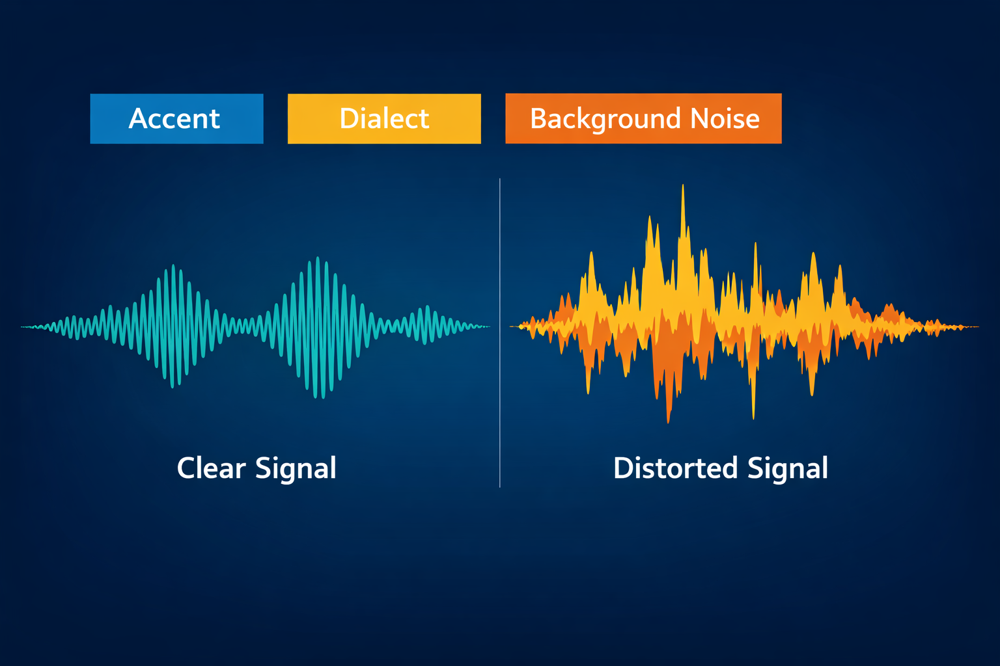 Accent
Dialect
Background Noise
Clear Signal
Distorted Signal